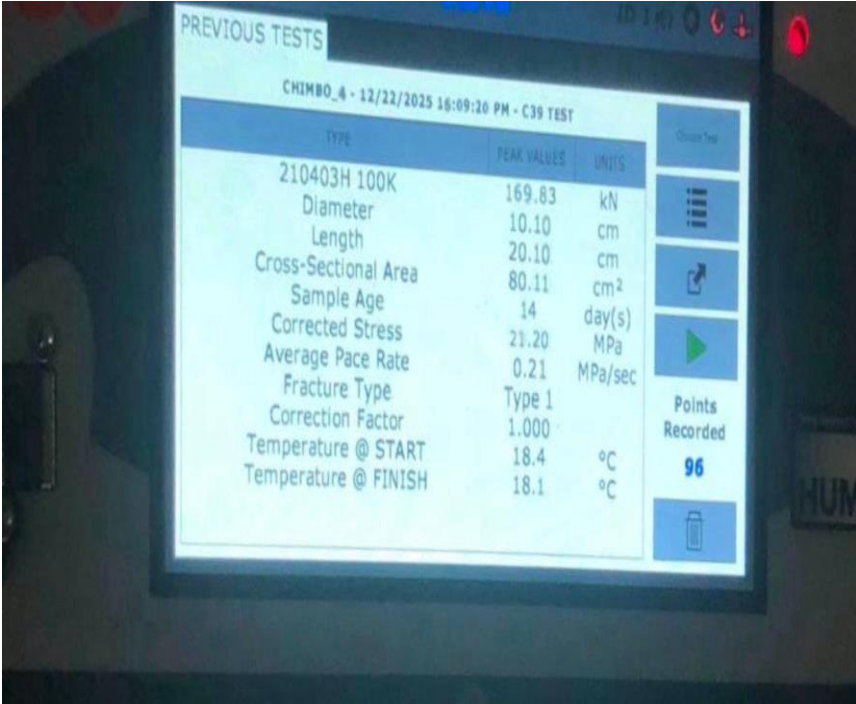 PREVIOUS TESTS
CHIMBO_4 - 12/22/2025 16:09:20 PM - C39 TEST
TYPE PEAK VALUES UNITS
210403H 100K 169.83 kN
Diameter 10.10 cm
Length 20.10 cm
Cross-Sectional Area 80.11 cm²
Sample Age 14 day(s)
Corrected Stress 21.20 MPa
Average Pace Rate 0.21 MPa/sec
Fracture Type Type 1
Correction Factor 1.000
Temperature @ START 18.4 ºC
Temperature @ FINISH 18.1 ºC
Points
Recorded
96
HUM